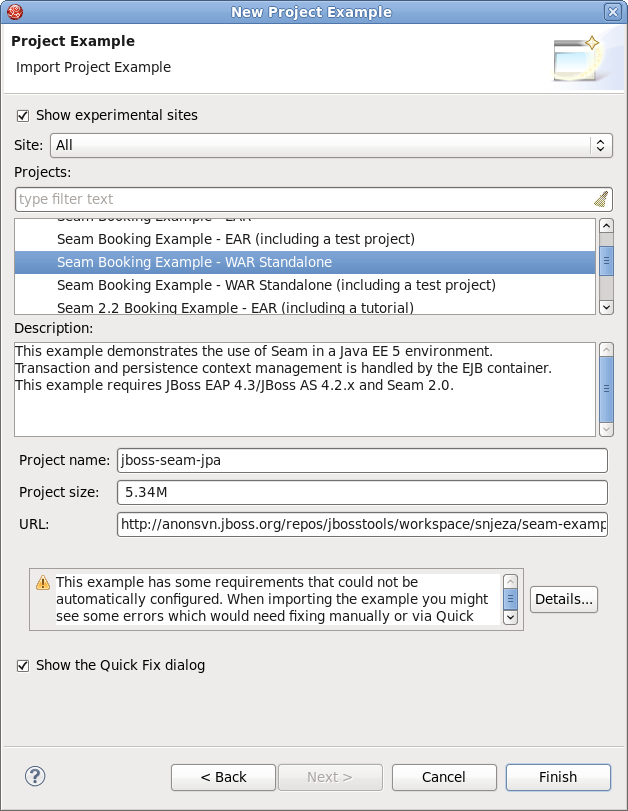 New Project Example
Project Example
Import Project Example
Show experimental sites
Site: All
Projects:
type filter text
Seam Booking Example - EAR
Seam Booking Example - EAR (including a test project)
Seam Booking Example - WAR Standalone
Seam Booking Example - WAR Standalone (including a test project)
Seam 2.2 Booking Example - EAR (including a tutorial)
Description:
This example demonstrates the use of Seam in a Java EE 5 environment.
Transaction and persistence context management is handled by the EJB container.
This example requires JBoss EAP 4.3/JBoss AS 4.2.x and Seam 2.0.
Project name: jboss-seam-jpa
Project size: 5.34M
URL: http://anonsvn.jboss.org/repos/jbosstools/workspace/snjeza/seam-examp
This example has some requirements that could not be
automatically configured. When importing the example you might
see some errors which would need fixing manually or via Quick
Details...
Show the Quick Fix dialog
? < Back Next > Cancel Finish